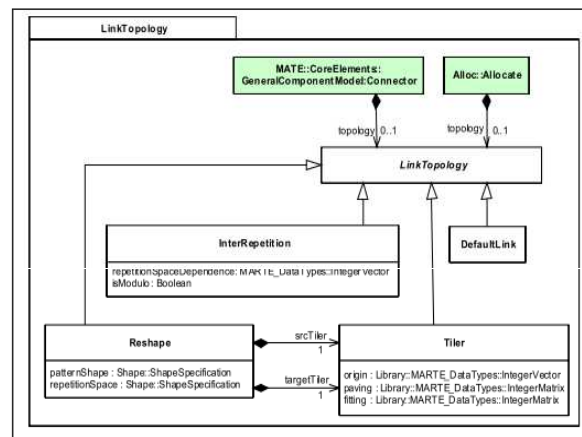 LinkTopology
MATE::CoreElements::
GeneralComponentModel:Connector
Alloc::Allocate
topology 0..1
topology 0..1
LinkTopology
InterRepetition
repetitionSpaceDependence: MARTE_DataTypes::IntegerVector
isModulo : Boolean
DefaultLink
Reshape
patternShape : Shape::ShapeSpecification
repetitionSpace : Shape::ShapeSpecification
srcTiler
1
targetTiler
1
Tiler
origin : Library::MARTE_DataTypes::IntegerVector
paving : Library::MARTE_DataTypes::IntegerMatrix
fitting : Library::MARTE_DataTypes::IntegerMatrix